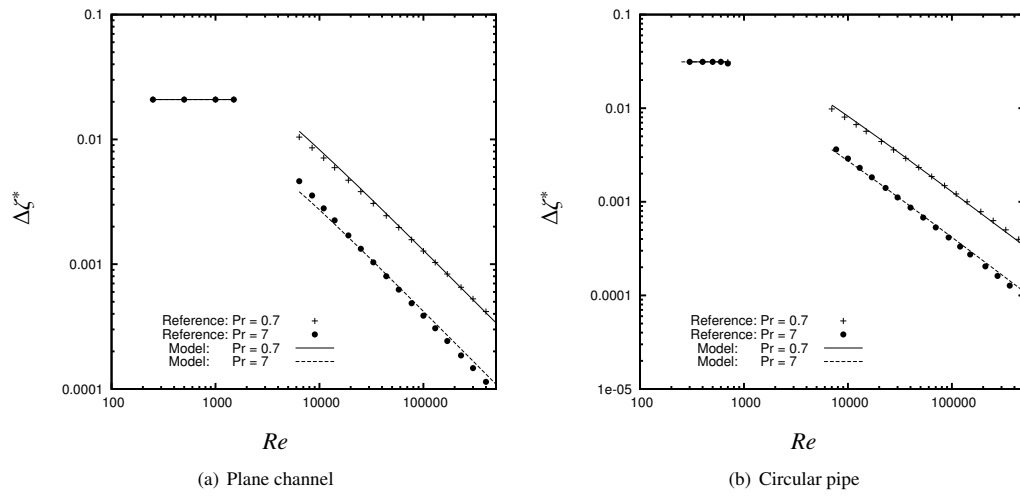 0.1
0.01
0.001
0.0001
Δζ*
Reference: Pr = 0.7
Reference: Pr = 7
Model: Pr = 0.7
Model: Pr = 7
100 1000 10000 100000
Re
(a) Plane channel
0.1
0.01
0.001
0.0001
1e-05
Δζ*
Reference: Pr = 0.7
Reference: Pr = 7
Model: Pr = 0.7
Model: Pr = 7
100 1000 10000 100000
Re
(b) Circular pipe